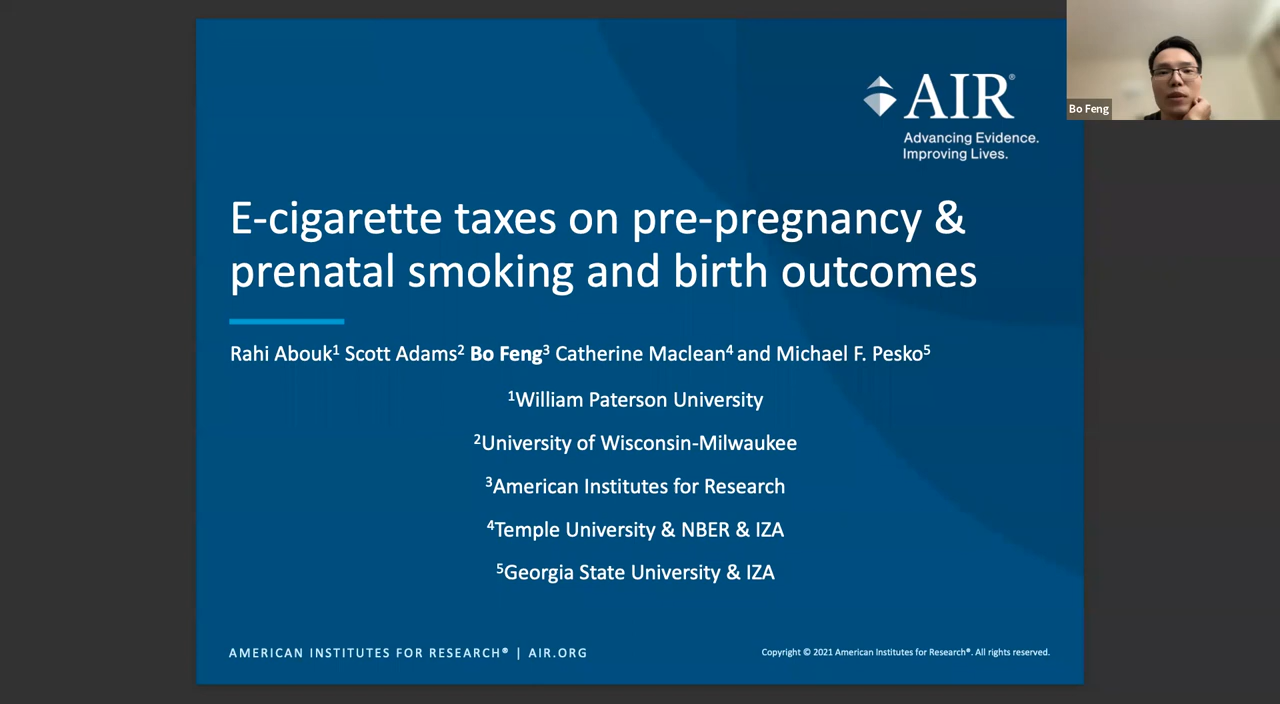 AIR®
Advancing Evidence.
Improving Lives.
Bo Feng
E-cigarette taxes on pre-pregnancy &
prenatal smoking and birth outcomes
Rahi Abouk¹ Scott Adams² Bo Feng³ Catherine Maclean⁴ and Michael F. Pesko⁵
¹William Paterson University
²University of Wisconsin-Milwaukee
³American Institutes for Research
⁴Temple University & NBER & IZA
⁵Georgia State University & IZA
AMERICAN INSTITUTES FOR RESEARCH® | AIR.ORG
Copyright © 2021 American Institutes for Research®. All rights reserved.